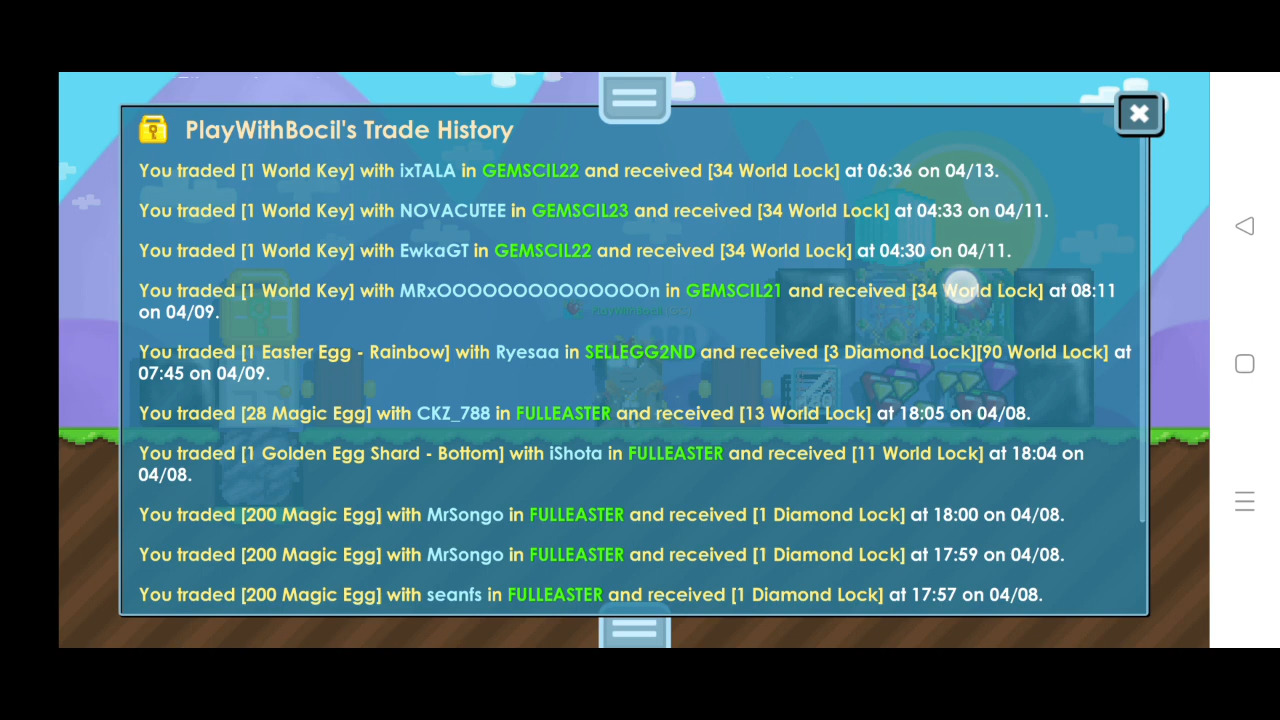 PlayWithBocil's Trade History
You traded [1 World Key] with ixTALA in GEMSCIL22 and received [34 World Lock] at 06:36 on 04/13.
You traded [1 World Key] with NOVACUTEE in GEMSCIL23 and received [34 World Lock] at 04:33 on 04/11.
You traded [1 World Key] with EwkaGT in GEMSCIL22 and received [34 World Lock] at 04:30 on 04/11.
You traded [1 World Key] with MRxOOOOOOOOOOOOOOn in GEMSCIL21 and received [34 World Lock] at 08:11
on 04/09.
You traded [1 Easter Egg - Rainbow] with Ryesaa in SELLEGG2ND and received [3 Diamond Lock][90 World Lock] at
07:45 on 04/09.
You traded [28 Magic Egg] with CKZ_788 in FULLEASTER and received [13 World Lock] at 18:05 on 04/08.
You traded [1 Golden Egg Shard - Bottom] with iShota in FULLEASTER and received [11 World Lock] at 18:04 on
04/08.
You traded [200 Magic Egg] with MrSongo in FULLEASTER and received [1 Diamond Lock] at 18:00 on 04/08.
You traded [200 Magic Egg] with MrSongo in FULLEASTER and received [1 Diamond Lock] at 17:59 on 04/08.
You traded [200 Magic Egg] with seanfs in FULLEASTER and received [1 Diamond Lock] at 17:57 on 04/08.